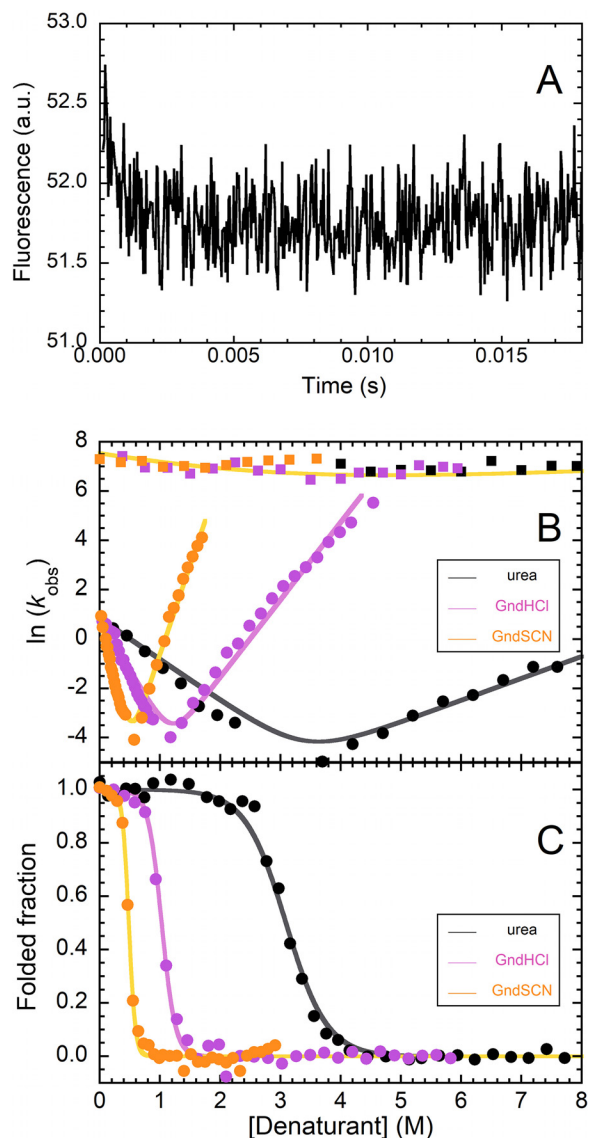 53.0
52.5
52.0
51.5
51.0
Fluorescence (a.u.)
A
0.000
0.005
0.010
0.015
Time (s)
8
6
4
2
0
-2
-4
ln (kobs)
B
urea
GndHCl
GndSCN
1.0
0.8
0.6
0.4
0.2
0.0
Folded fraction
C
urea
GndHCl
GndSCN
0
1
2
3
4
5
6
7
8
[Denaturant] (M)